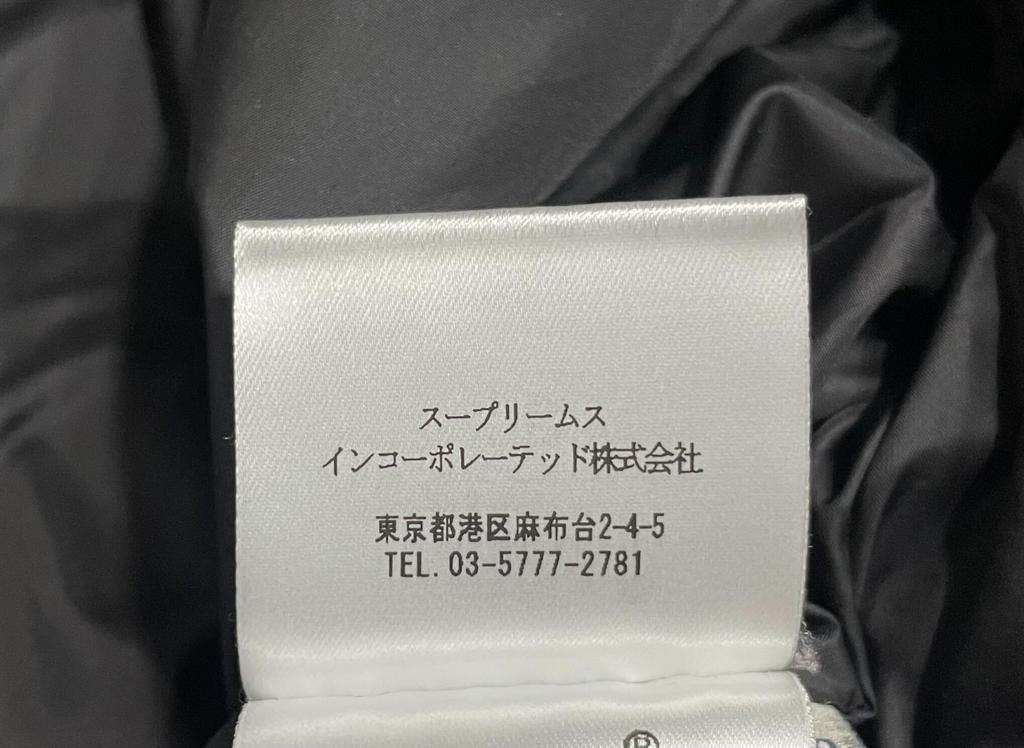 スープリームス
インコーポレーテッド株式会社
東京都港区麻布台2-4-5
TEL. 03-5777-2781
®